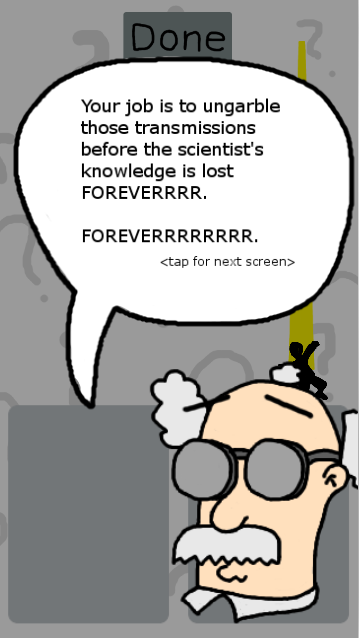 Done
Your job is to ungarble
those transmissions
before the scientist's
knowledge is lost
FOREVERRRR.
FOREVERRRRRRRR.
<tap for next screen>